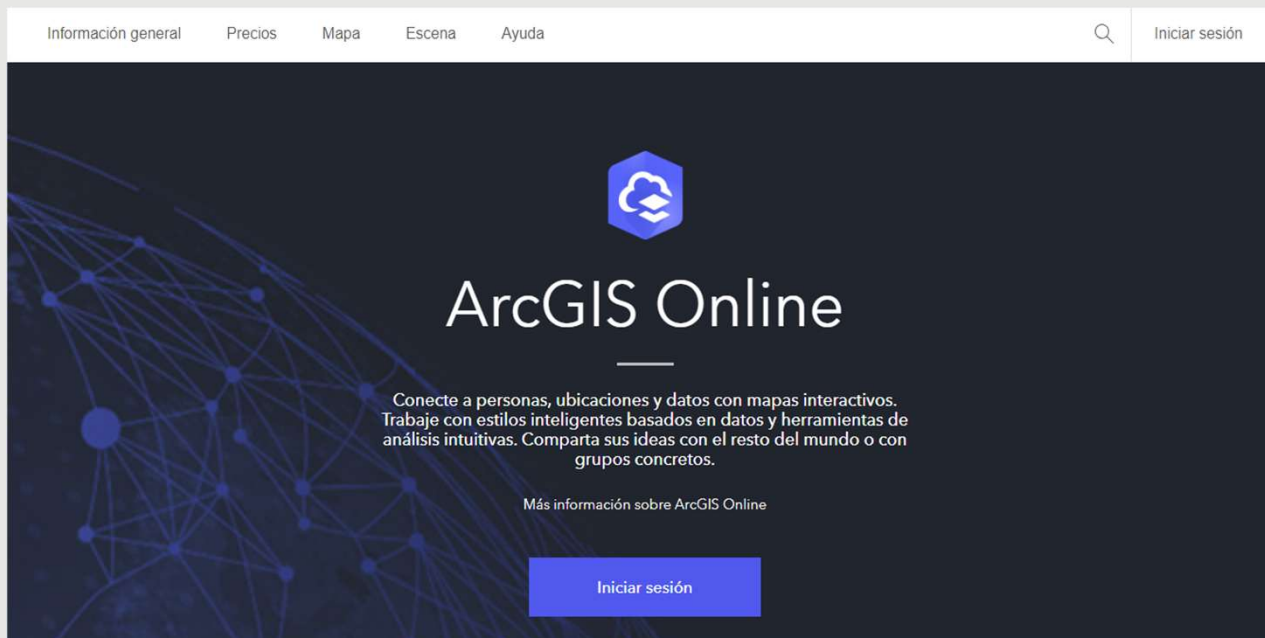 Información general Precios Mapa Escena Ayuda Iniciar sesión
ArcGIS Online
Conecte a personas, ubicaciones y datos con mapas interactivos.
Trabaje con estilos inteligentes basados en datos y herramientas de
análisis intuitivas. Comparta sus ideas con el resto del mundo o con
grupos concretos.
Más información sobre ArcGIS Online
Iniciar sesión